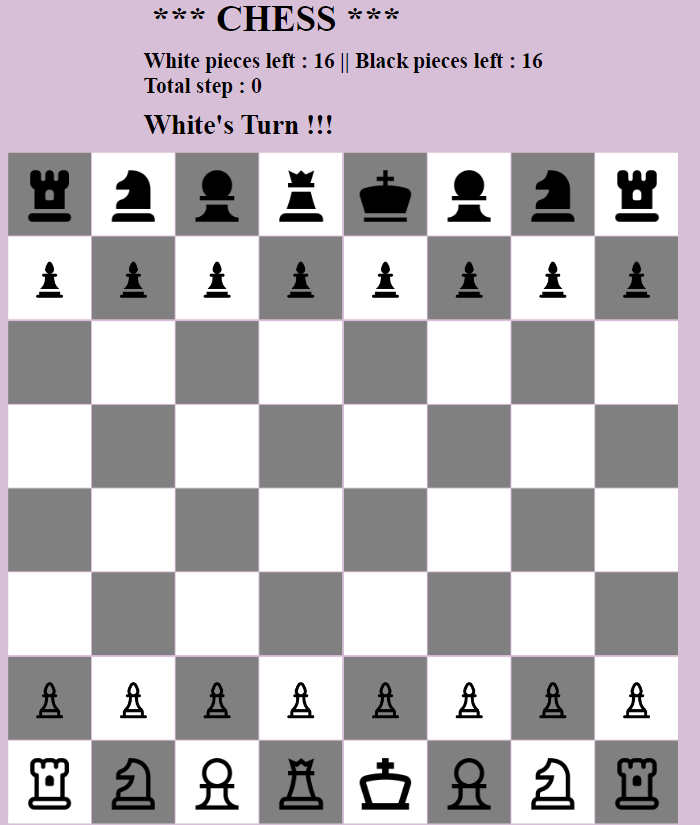 *** CHESS ***
White pieces left : 16 || Black pieces left : 16
Total step : 0
White's Turn !!!